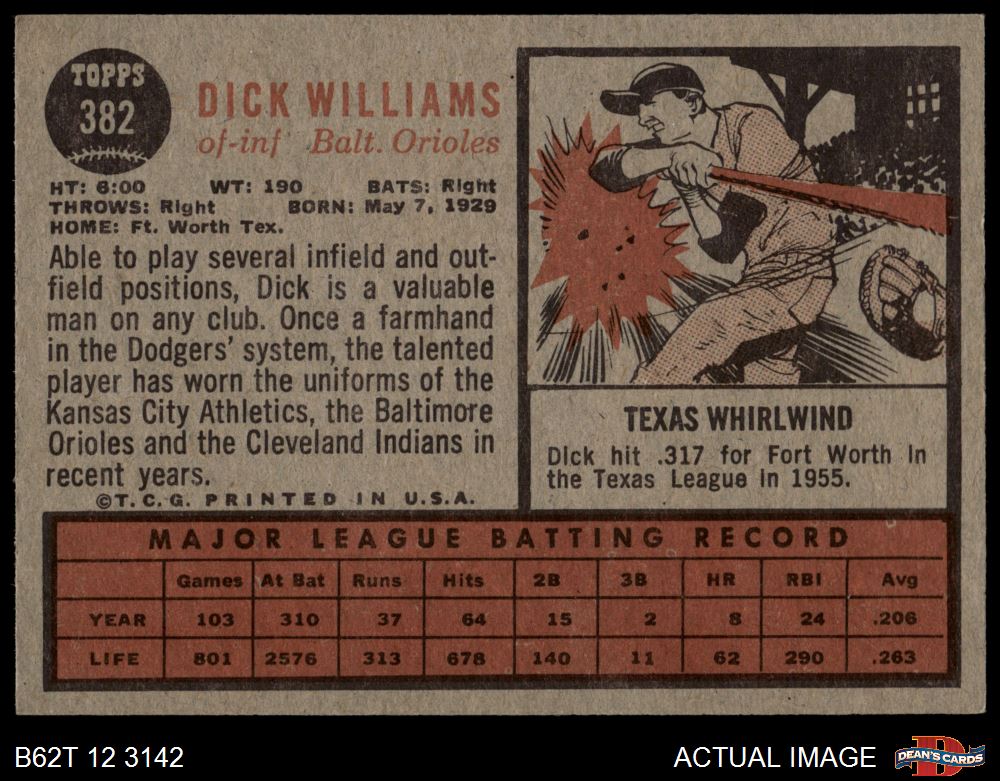 TOPPS
382
DICK WILLIAMS
of-inf Balt. Orioles
HT: 6:00 WT: 190 BATS: Right
THROWS: Right BORN: May 7, 1929
HOME: Ft. Worth Tex.
Able to play several infield and out-
field positions, Dick is a valuable
man on any club. Once a farmhand
in the Dodgers' system, the talented
player has worn the uniforms of the
Kansas City Athletics, the Baltimore
Orioles and the Cleveland Indians in
recent years.
©T.C.G. PRINTED IN U.S.A.
TEXAS WHIRLWIND
Dick hit .317 for Fort Worth in
the Texas League in 1955.
MAJOR LEAGUE BATTING RECORD
Games At Bat Runs Hits 2B 3B HR RBI Avg
YEAR 103 310 37 64 15 2 8 24 .206
LIFE 801 2576 313 678 140 11 62 290 .263
B62T 12 3142
ACTUAL IMAGE
D
DEAN'S CARDS